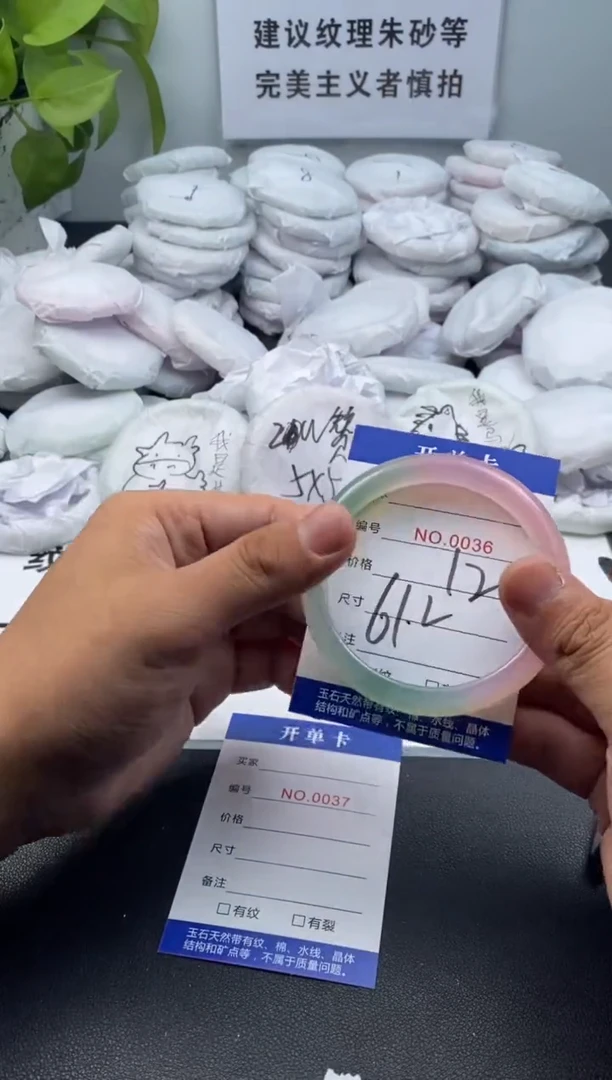 建议纹理朱砂等
完美主义者慎拍
我是
5X5
开单卡
编号 NO.0036
价格 12
尺寸 61.2
注
玉石天然带有纹、棉、水线、晶体
结构和矿点等，不属于质量问题。
开单卡
买家
编号 NO.0037
价格
尺寸
备注
有纹 有裂
玉石天然带有纹、棉、水线、晶体
结构和矿点等，不属于质量问题。